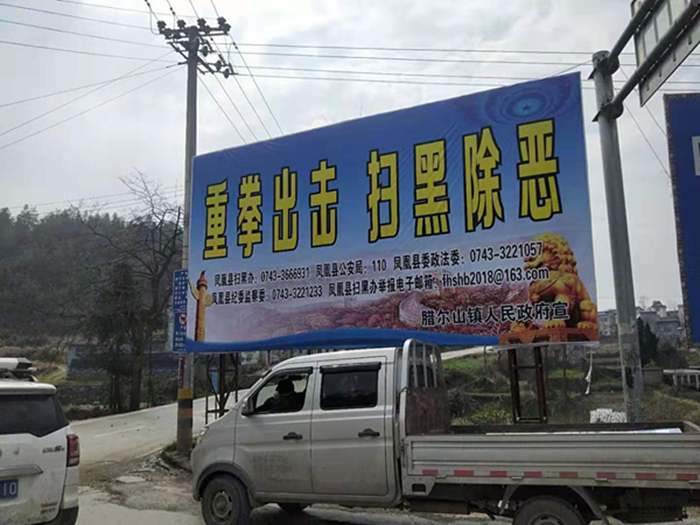 重拳出击 扫黑除恶
凤凰县扫黑办：0743-3666931 凤凰县公安局：110 凤凰县委政法委：0743-3221057
凤凰县纪委监察委：0743-3221233 凤凰县扫黑办举报电子邮箱：fhshb2018@163.com
腊尔山镇人民政府宣